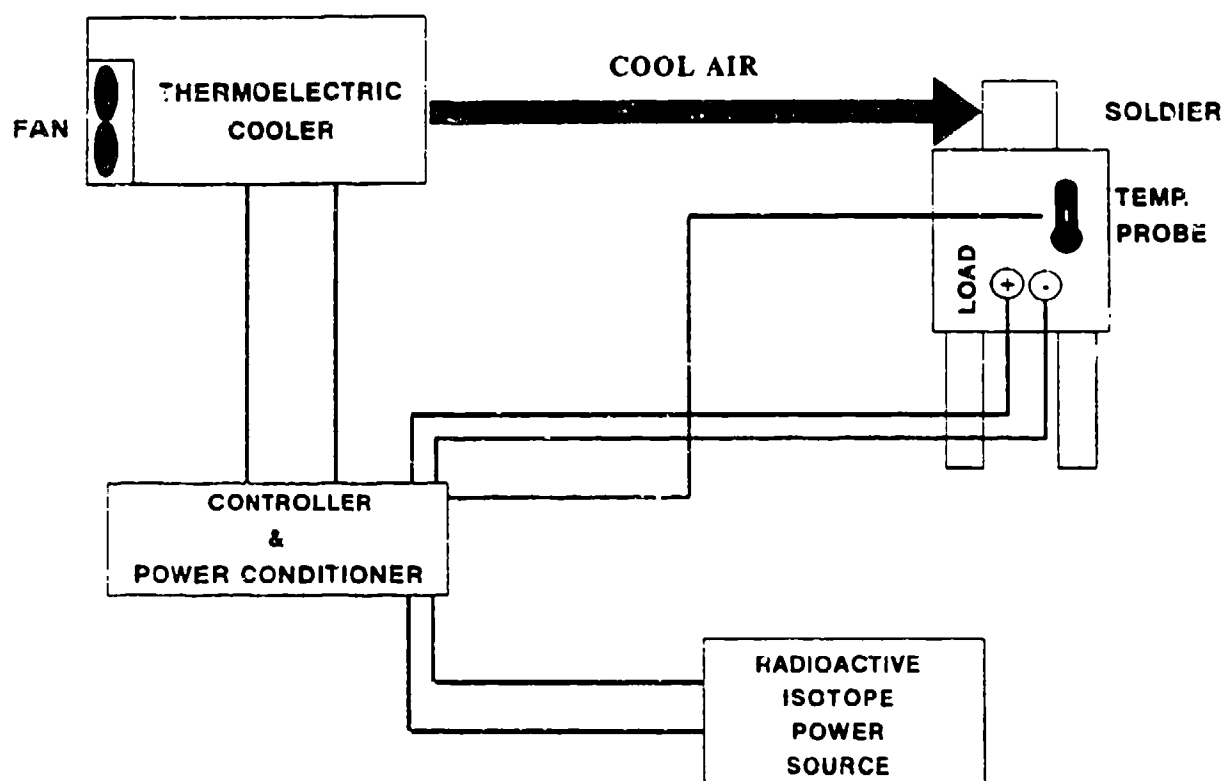 COOL AIR
THERMOELECTRIC
COOLER
FAN
SOLDIER
TEMP.
PROBE
LOAD
+ -
CONTROLLER
&
POWER CONDITIONER
RADIOACTIVE
ISOTOPE
POWER
SOURCE